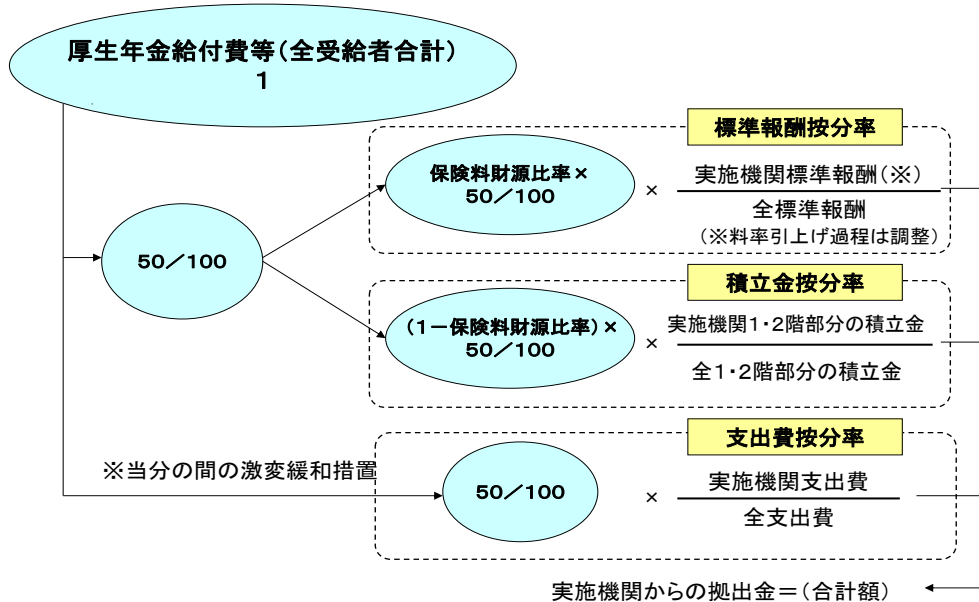 厚生年金給付費等(全受給者合計)
1
標準報酬按分率
保険料財源比率×
50/100
×
実施機関標準報酬(※)
全標準報酬
(※料率引上げ過程は調整)
50/100
積立金按分率
(1-保険料財源比率)×
50/100
×
実施機関1・2階部分の積立金
全1・2階部分の積立金
支出費按分率
※当分の間の激変緩和措置
50/100
×
実施機関支出費
全支出費
実施機関からの拠出金=(合計額)